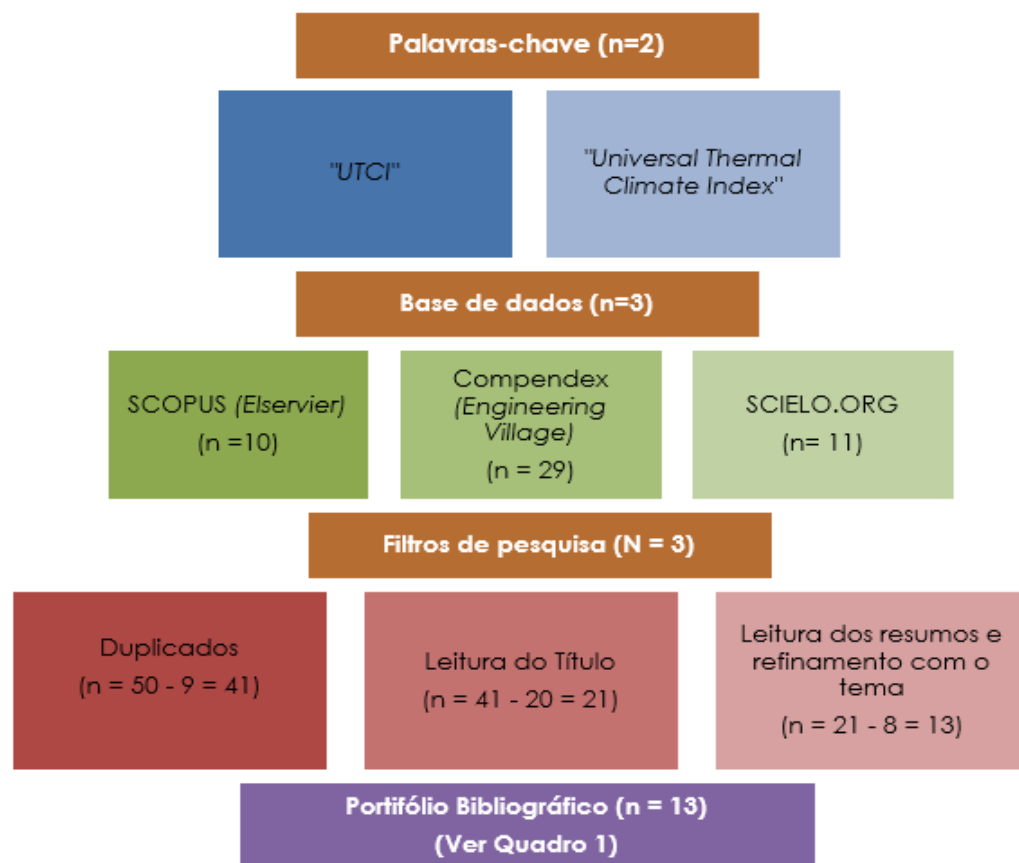 Palavras-chave (n=2)
"UTCI"
"Universal Thermal
Climate Index"
Base de dados (n=3)
SCOPUS (Elservier)
(n =10)
Compendex
(Engineering
Village)
(n = 29)
SCIELO.ORG
(n= 11)
Filtros de pesquisa (N = 3)
Duplicados
(n = 50 - 9 = 41)
Leitura do Título
(n = 41 - 20 = 21)
Leitura dos resumos e
refinamento com o
tema
(n = 21 - 8 = 13)
Portifólio Bibliográfico (n = 13)
(Ver Quadro 1)